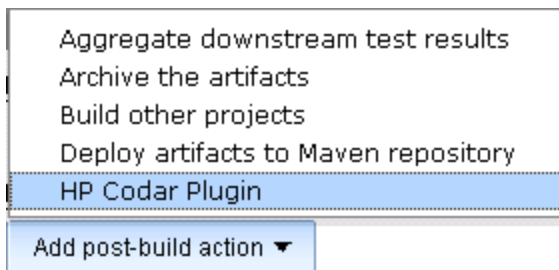 Aggregate downstream test results
Archive the artifacts
Build other projects
Deploy artifacts to Maven repository
HP Codar Plugin
Add post-build action